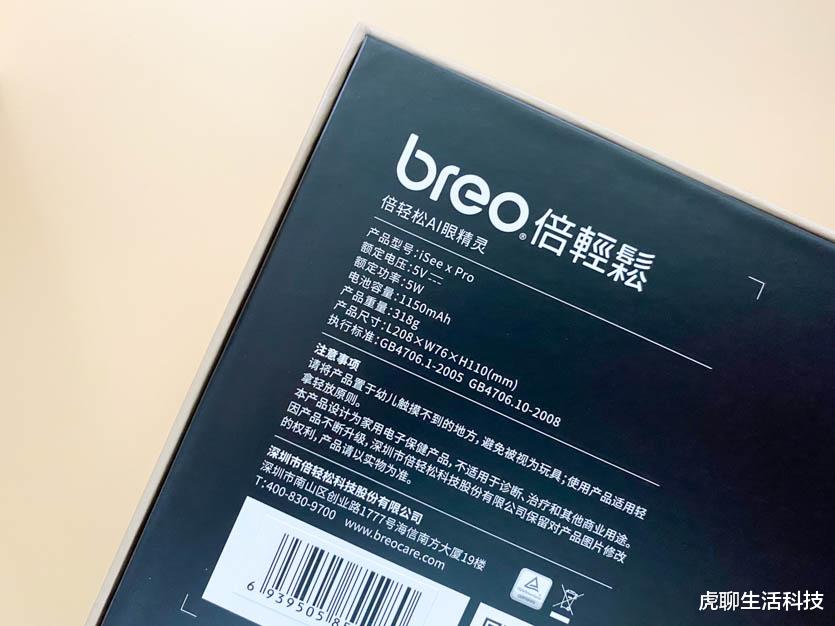 breo®倍輕鬆
倍轻松AI眼精灵
产品型号:iSee x Pro
额定电压:5V⎓
额定功率:5W
电池容量:1150mAh
产品重量:318g
产品尺寸:L208×W76×H110(mm)
执行标准:GB4706.1-2005 GB4706.10-2008
注意事项
请将产品置于幼儿触摸不到的地方,避免被视为玩具;使用产品适用轻
拿轻放原则。
本产品设计为家用电子保健产品,不适用于诊断、治疗和其他商业用途。
因产品不断升级,深圳市倍轻松科技股份有限公司保留对产品图片修改
的权利,产品请以实物为准。
深圳市倍轻松科技股份有限公司
深圳市南山区创业路1777号海信南方大厦19楼
T:400-830-9700 www.breocare.com
6 939505 8
虎聊生活科技